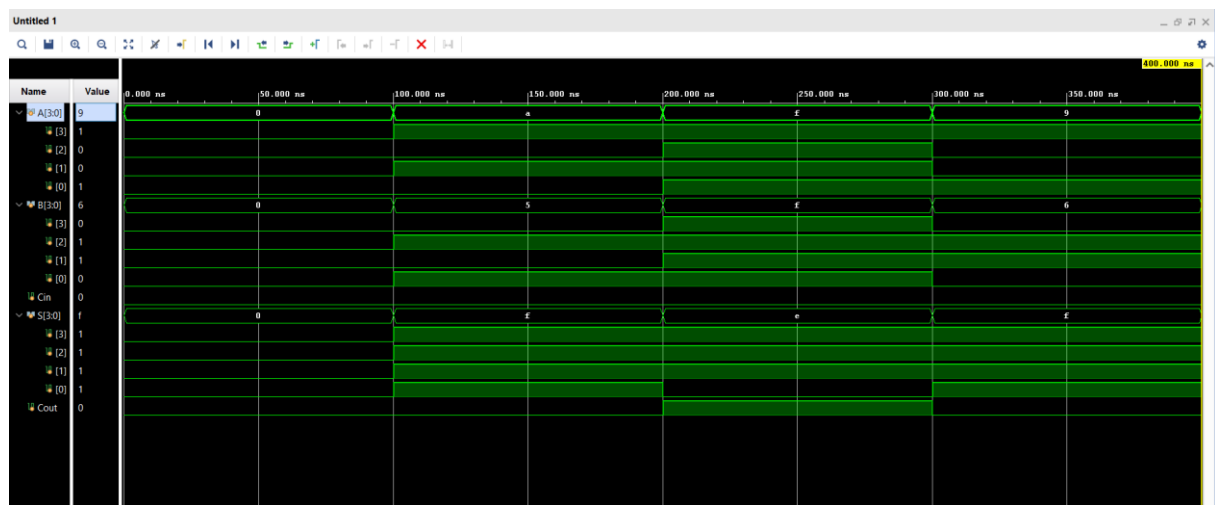 Untitled 1
400.000 ns
Name Value
0.000 ns 50.000 ns 100.000 ns 150.000 ns 200.000 ns 250.000 ns 300.000 ns 350.000 ns
A[3:0] 9 0 a f 9
[3] 1
[2] 0
[1] 0
[0] 1
B[3:0] 6 0 5 f 6
[3] 0
[2] 1
[1] 1
[0] 0
Cin 0
S[3:0] f 0 f e f
[3] 1
[2] 1
[1] 1
[0] 1
Cout 0